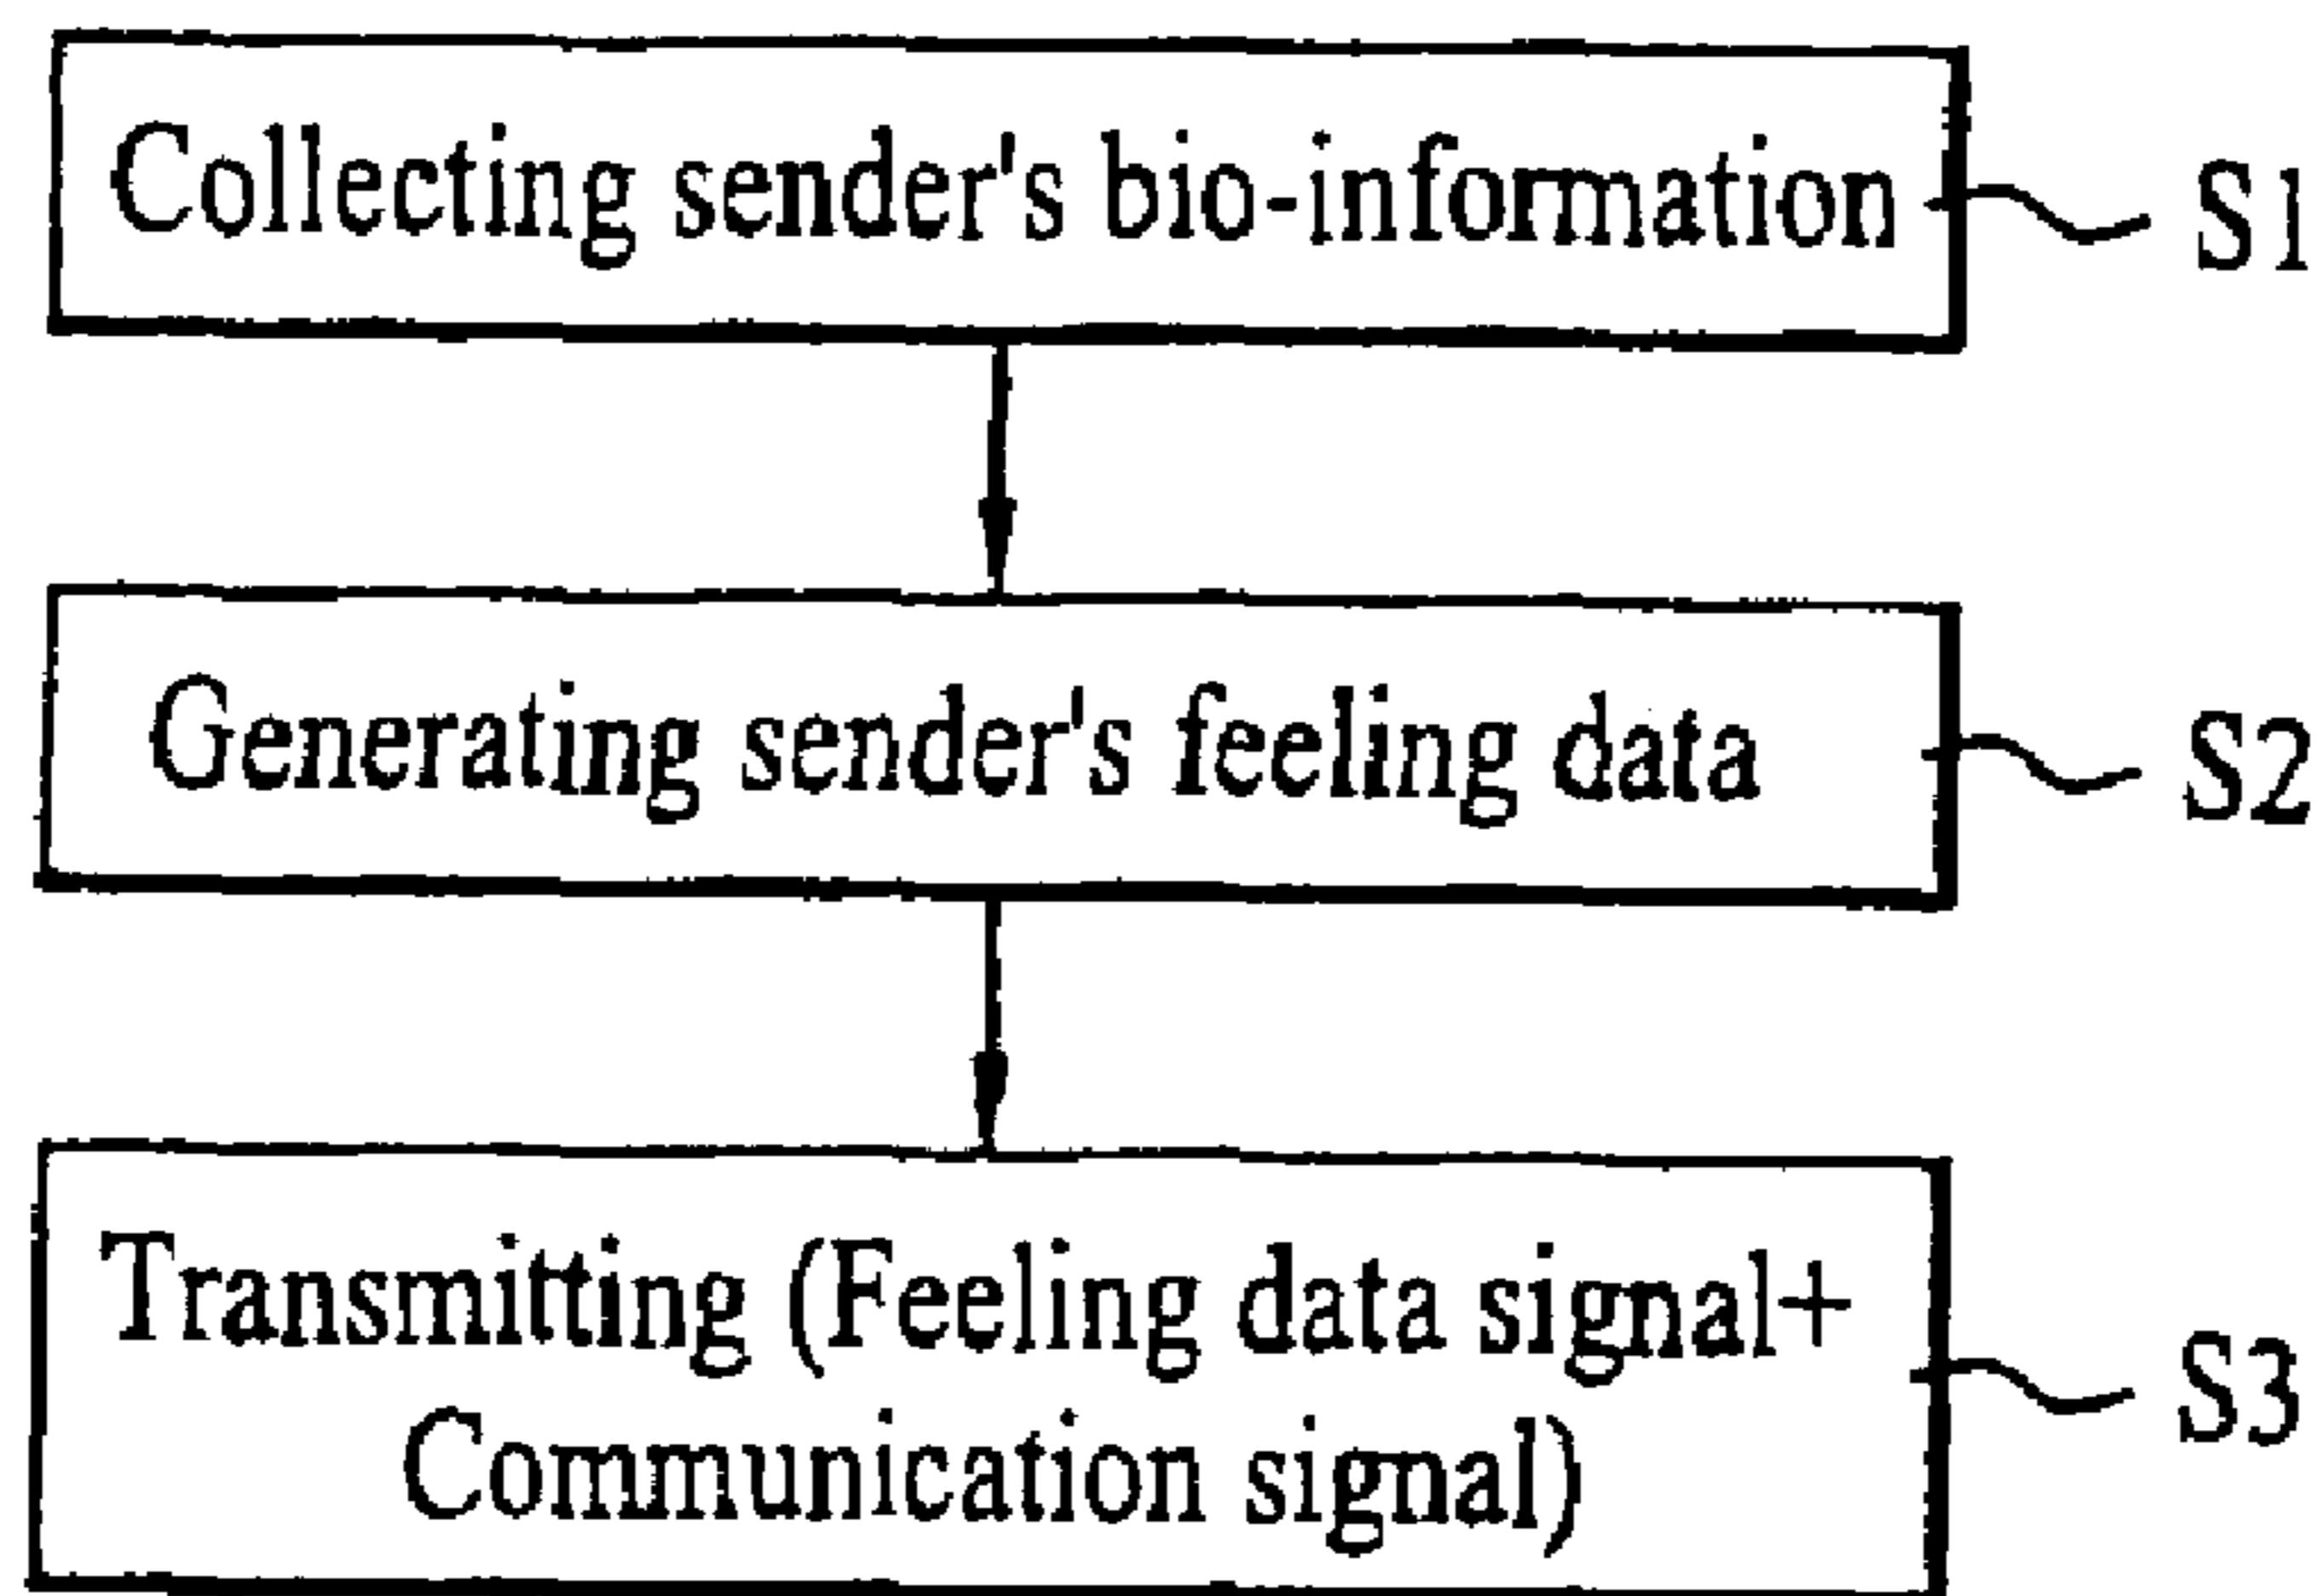 Collecting sender's bio-information S1
Generating sender's feeling data S2
Transmitting (Feeling data signal+
Communication signal) S3